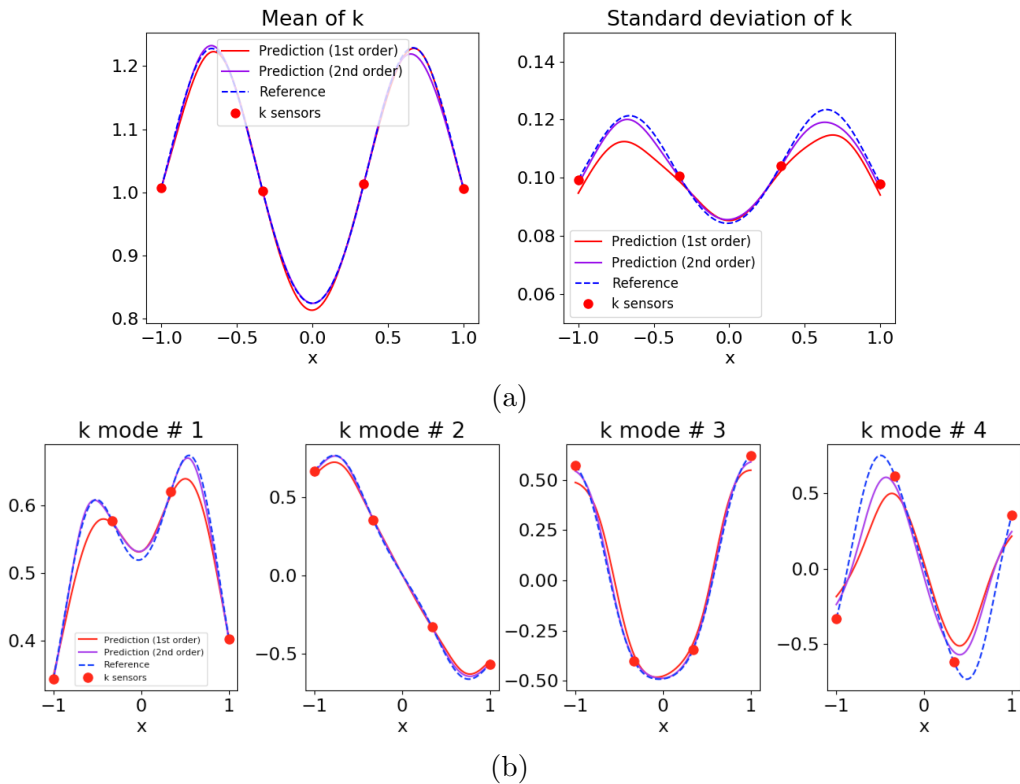 Mean of k
Standard deviation of k
Prediction (1st order)
Prediction (2nd order)
Reference
k sensors
1.2
1.1
1.0
0.9
0.8
−1.0 −0.5 0.0 0.5 1.0
x
0.14
0.12
0.10
0.08
0.06
Prediction (1st order)
Prediction (2nd order)
Reference
k sensors
−1.0 −0.5 0.0 0.5 1.0
x
(a)
k mode # 1
k mode # 2
k mode # 3
k mode # 4
0.6
0.5
0.4
Prediction (1st order)
Prediction (2nd order)
Reference
k sensors
−1 0 1
x
0.5
0.0
−0.5
−1 0 1
x
0.50
0.25
0.00
−0.25
−0.50
−1 0 1
x
0.5
0.0
−0.5
−1 0 1
x
(b)